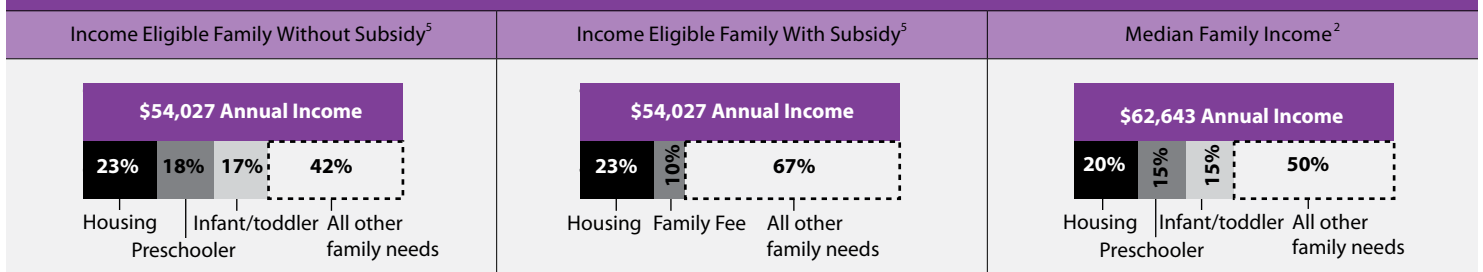 Income Eligible Family Without Subsidy5
Income Eligible Family With Subsidy5
Median Family Income2
$54,027 Annual Income
23% 18% 17% 42%
Housing
Preschooler
Infant/toddler
All other
family needs
$54,027 Annual Income
23% 10% 67%
Housing
Family Fee
All other
family needs
$62,643 Annual Income
20% 15% 15% 50%
Housing
Preschooler
Infant/toddler
All other
family needs